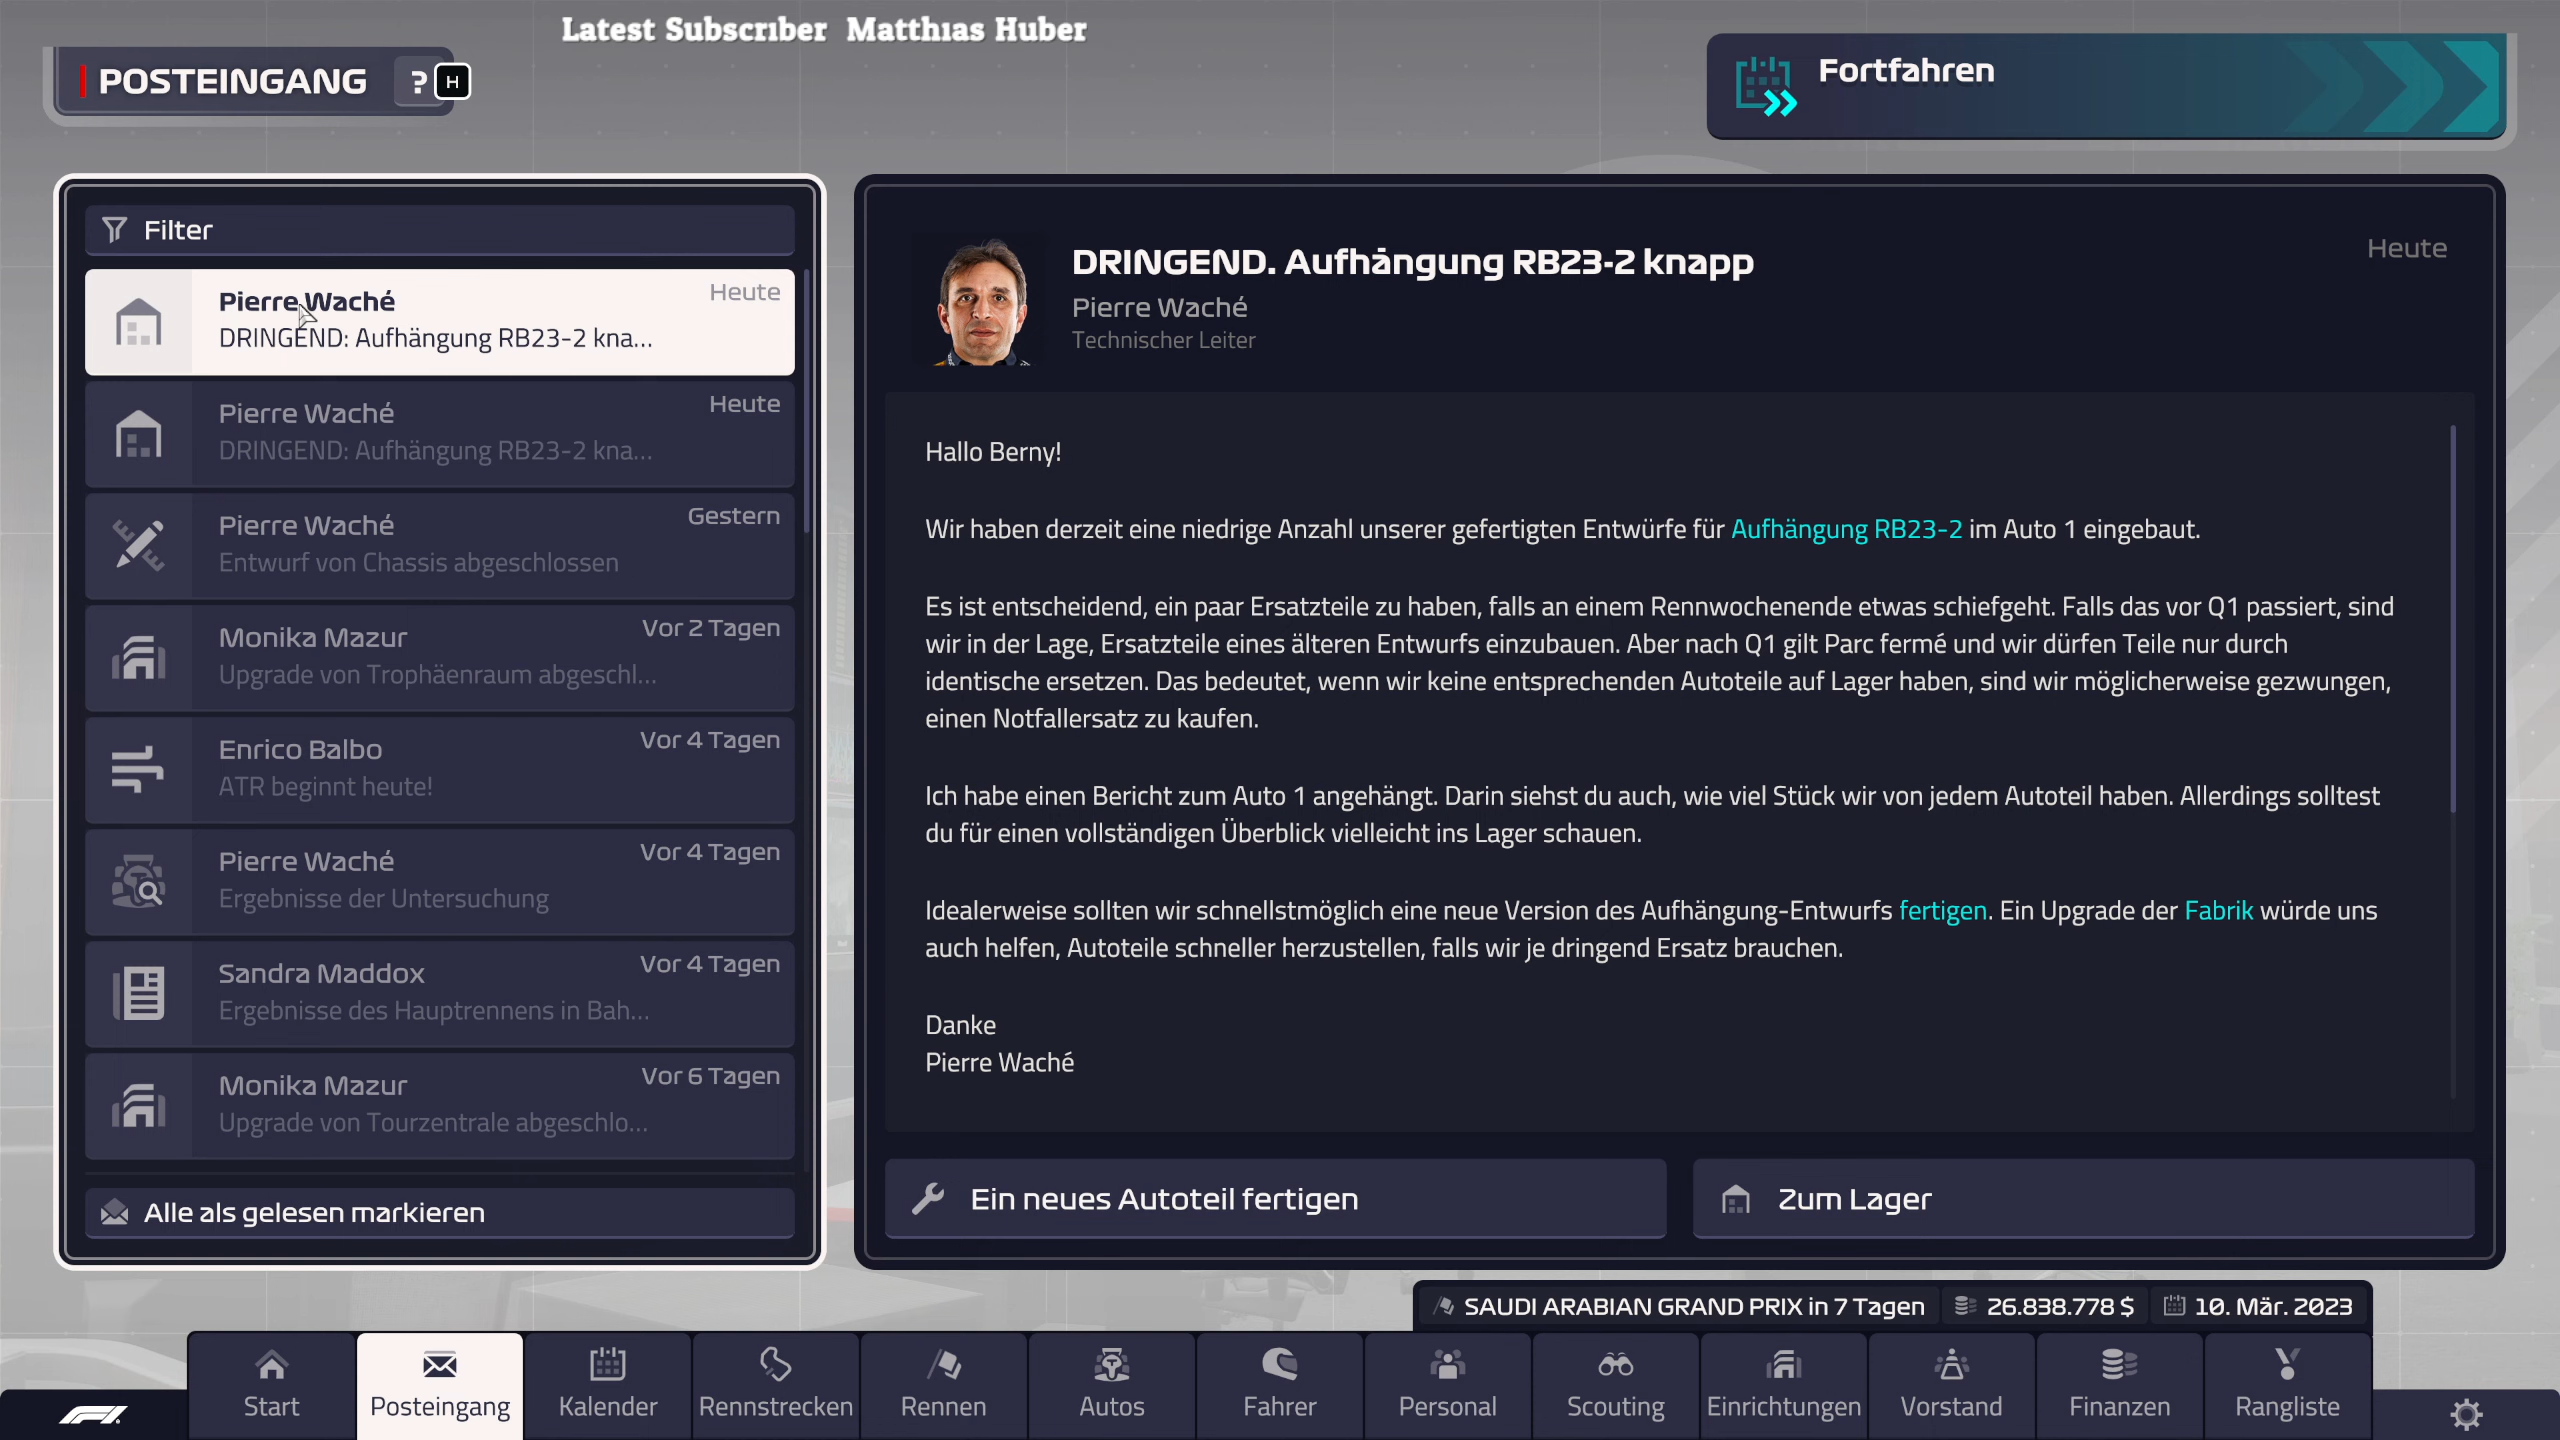 Latest Subscriber Matthias Huber
POSTEINGANG ? H
Fortfahren
Filter
Pierre Waché Heute
DRINGEND: Aufhängung RB23-2 kna...
Pierre Waché Heute
DRINGEND: Aufhängung RB23-2 kna...
Pierre Waché Gestern
Entwurf von Chassis abgeschlossen
Monika Mazur Vor 2 Tagen
Upgrade von Trophäenraum abgeschl...
Enrico Balbo Vor 4 Tagen
ATR beginnt heute!
Pierre Waché Vor 4 Tagen
Ergebnisse der Untersuchung
Sandra Maddox Vor 4 Tagen
Ergebnisse des Hauptrennens in Bah...
Monika Mazur Vor 6 Tagen
Upgrade von Tourzentrale abgeschlo...
Alle als gelesen markieren
DRINGEND. Aufhängung RB23-2 knapp
Heute
Pierre Waché
Technischer Leiter
Hallo Berny!
Wir haben derzeit eine niedrige Anzahl unserer gefertigten Entwürfe für Aufhängung RB23-2 im Auto 1 eingebaut.
Es ist entscheidend, ein paar Ersatzteile zu haben, falls an einem Rennwochenende etwas schiefgeht. Falls das vor Q1 passiert, sind
wir in der Lage, Ersatzteile eines älteren Entwurfs einzubauen. Aber nach Q1 gilt Parc fermé und wir dürfen Teile nur durch
identische ersetzen. Das bedeutet, wenn wir keine entsprechenden Autoteile auf Lager haben, sind wir möglicherweise gezwungen,
einen Notfallersatz zu kaufen.
Ich habe einen Bericht zum Auto 1 angehängt. Darin siehst du auch, wie viel Stück wir von jedem Autoteil haben. Allerdings solltest
du für einen vollständigen Überblick vielleicht ins Lager schauen.
Idealerweise sollten wir schnellstmöglich eine neue Version des Aufhängung-Entwurfs fertigen. Ein Upgrade der Fabrik würde uns
auch helfen, Autoteile schneller herzustellen, falls wir je dringend Ersatz brauchen.
Danke
Pierre Waché
Ein neues Autoteil fertigen
Zum Lager
SAUDI ARABIAN GRAND PRIX in 7 Tagen 26.838.778 $ 10. Mär. 2023
F1 Start Posteingang Kalender Rennstrecken Rennen Autos Fahrer Personal Scouting Einrichtungen Vorstand Finanzen Rangliste